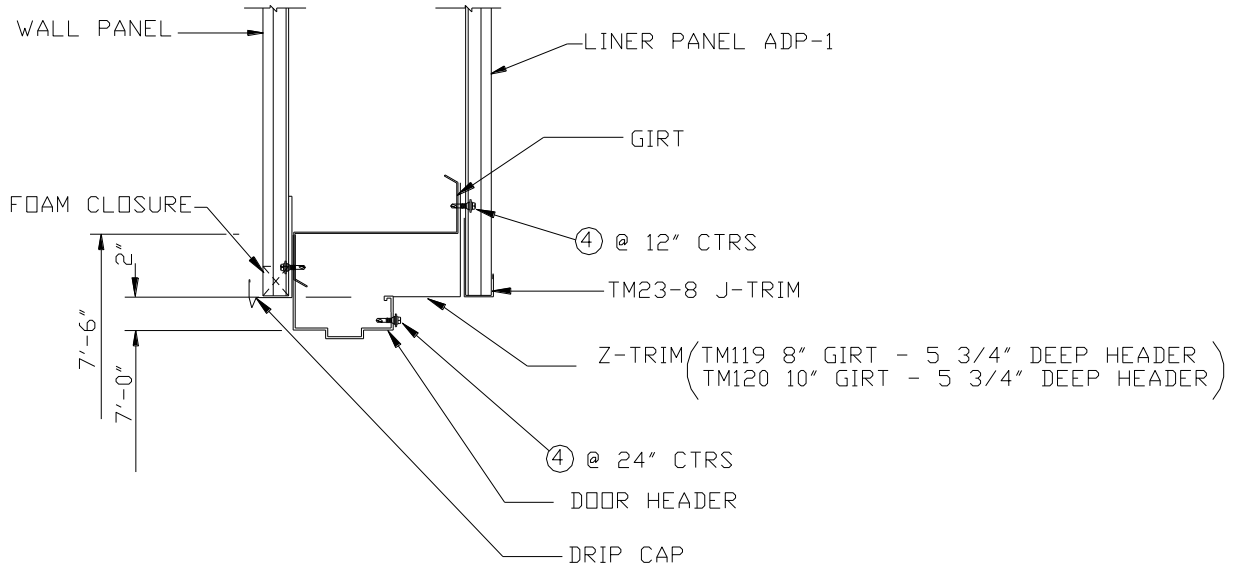 WALL PANEL
LINER PANEL ADP-1
GIRT
FOAM CLOSURE
4 @ 12" CTRS
2"
TM23-8 J-TRIM
7'-6"
7'-0"
Z-TRIM (TM119 8" GIRT - 5 3/4" DEEP HEADER
TM120 10" GIRT - 5 3/4" DEEP HEADER)
4 @ 24" CTRS
DOOR HEADER
DRIP CAP